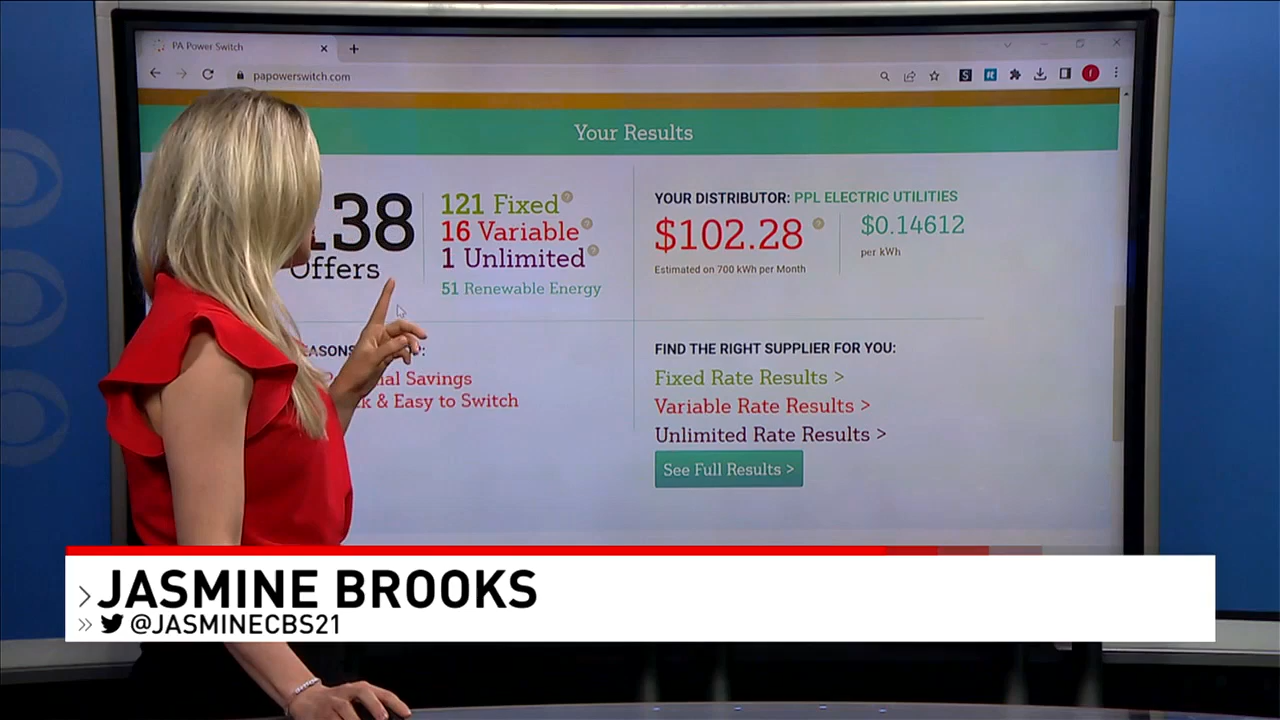 PA Power Switch
papowerswitch.com
Your Results
138
Offers
121 Fixed
16 Variable
1 Unlimited
51 Renewable Energy
YOUR DISTRIBUTOR: PPL ELECTRIC UTILITIES
$102.28
Estimated on 700 kWh per Month
$0.14612
per kWh
& Easy to Switch
Savings
FIND THE RIGHT SUPPLIER FOR YOU:
Fixed Rate Results >
Variable Rate Results >
Unlimited Rate Results >
See Full Results >
JASMINE BROOKS
@JASMINECBS21